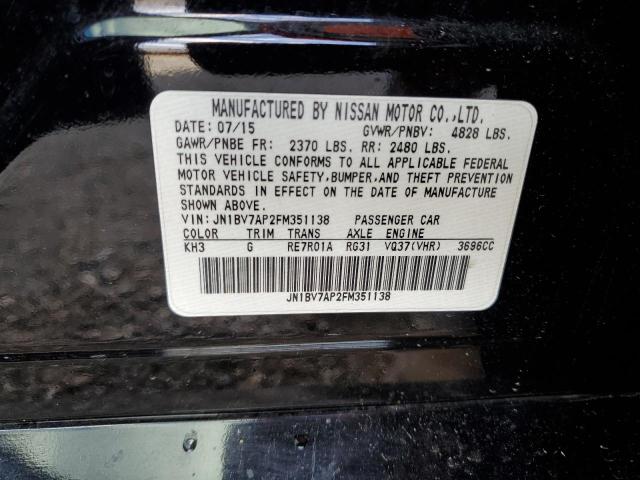 MANUFACTURED BY NISSAN MOTOR CO.,LTD.
DATE: 07/15 GVWR/PNBV: 4828 LBS.
GAWR/PNBE FR: 2370 LBS. RR: 2480 LBS.
THIS VEHICLE CONFORMS TO ALL APPLICABLE FEDERAL
MOTOR VEHICLE SAFETY,BUMPER,AND THEFT PREVENTION
STANDARDS IN EFFECT ON THE DATE OF MANUFACTURE
SHOWN ABOVE.
VIN: JN1BV7AP2FM351138 PASSENGER CAR
COLOR TRIM TRANS AXLE ENGINE
KH3 G RE7R01A RG31 VQ37(VHR) 3696CC
JN1BV7AP2FM351138